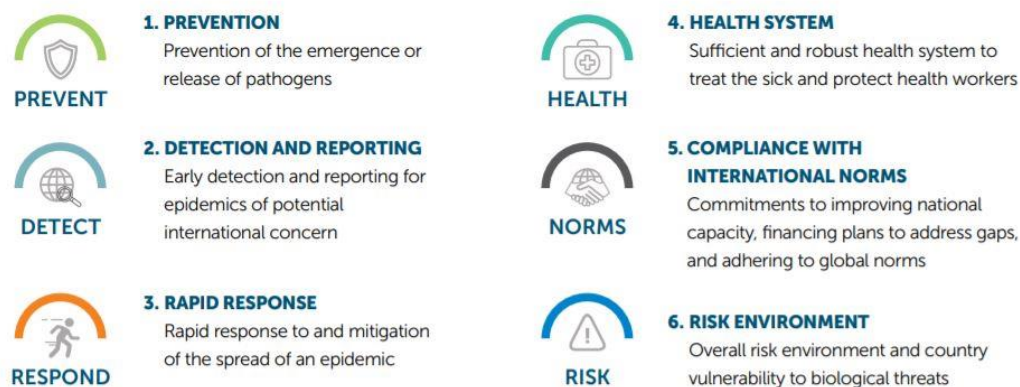 PREVENT
1. PREVENTION
Prevention of the emergence or
release of pathogens
DETECT
2. DETECTION AND REPORTING
Early detection and reporting for
epidemics of potential
international concern
RESPOND
3. RAPID RESPONSE
Rapid response to and mitigation
of the spread of an epidemic
HEALTH
4. HEALTH SYSTEM
Sufficient and robust health system to
treat the sick and protect health workers
NORMS
5. COMPLIANCE WITH
INTERNATIONAL NORMS
Commitments to improving national
capacity, financing plans to address gaps,
and adhering to global norms
RISK
6. RISK ENVIRONMENT
Overall risk environment and country
vulnerability to biological threats